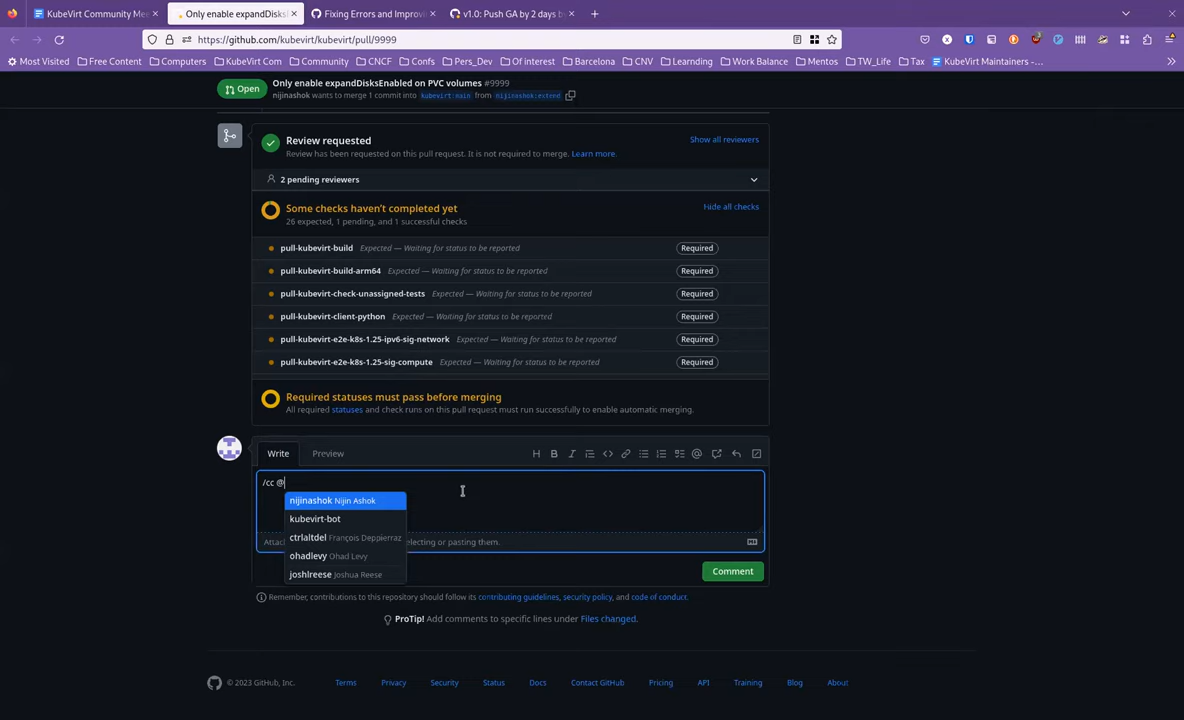 KubeVirt Community Mee
Only enable expandDisks
Fixing Errors and Improvi
v1.0: Push GA by 2 days b
https://github.com/kubevirt/kubevirt/pull/9999
Most Visited
Free Content
Computers
KubeVirt Com
Community
CNCF
Confs
Pers_Dev
Of interest
Barcelona
CNV
Learnding
Work Balance
Mentos
TW_Life
Tax
KubeVirt Maintainers -...
Open
Only enable expandDisksEnabled on PVC volumes #9999
nijinashok wants to merge 1 commit into kubevirt:main from nijinashok:extend
Review requested
Show all reviewers
Review has been requested on this pull request. It is not required to merge. Learn more.
2 pending reviewers
Some checks haven't completed yet
Hide all checks
26 expected, 1 pending, and 1 successful checks
pull-kubevirt-build Expected — Waiting for status to be reported Required
pull-kubevirt-build-arm64 Expected — Waiting for status to be reported Required
pull-kubevirt-check-unassigned-tests Expected — Waiting for status to be reported Required
pull-kubevirt-client-python Expected — Waiting for status to be reported Required
pull-kubevirt-e2e-k8s-1.25-ipv6-sig-network Expected — Waiting for status to be reported Required
pull-kubevirt-e2e-k8s-1.25-sig-compute Expected — Waiting for status to be reported Required
Required statuses must pass before merging
All required statuses and check runs on this pull request must run successfully to enable automatic merging.
Write
Preview
/cc @
nijinashok Nijin Ashok
kubevirt-bot
ctrlaltdel François Deppierraz
ohadlevy Ohad Levy
joshlreese Joshua Reese
Attac
electing or pasting them.
Comment
Remember, contributions to this repository should follow its contributing guidelines, security policy, and code of conduct.
ProTip! Add comments to specific lines under Files changed.
© 2023 GitHub, Inc.
Terms
Privacy
Security
Status
Docs
Contact GitHub
Pricing
API
Training
Blog
About